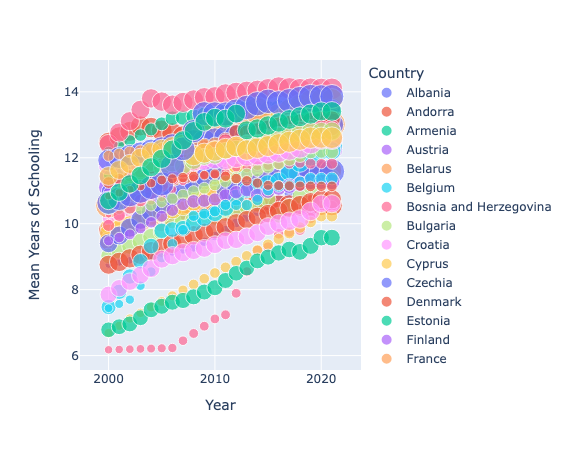 Country
Albania
Andorra
Armenia
Austria
Belarus
Belgium
Bosnia and Herzegovina
Bulgaria
Croatia
Cyprus
Czechia
Denmark
Estonia
Finland
France
Mean Years of Schooling
14
12
10
8
6
2000
2010
2020
Year